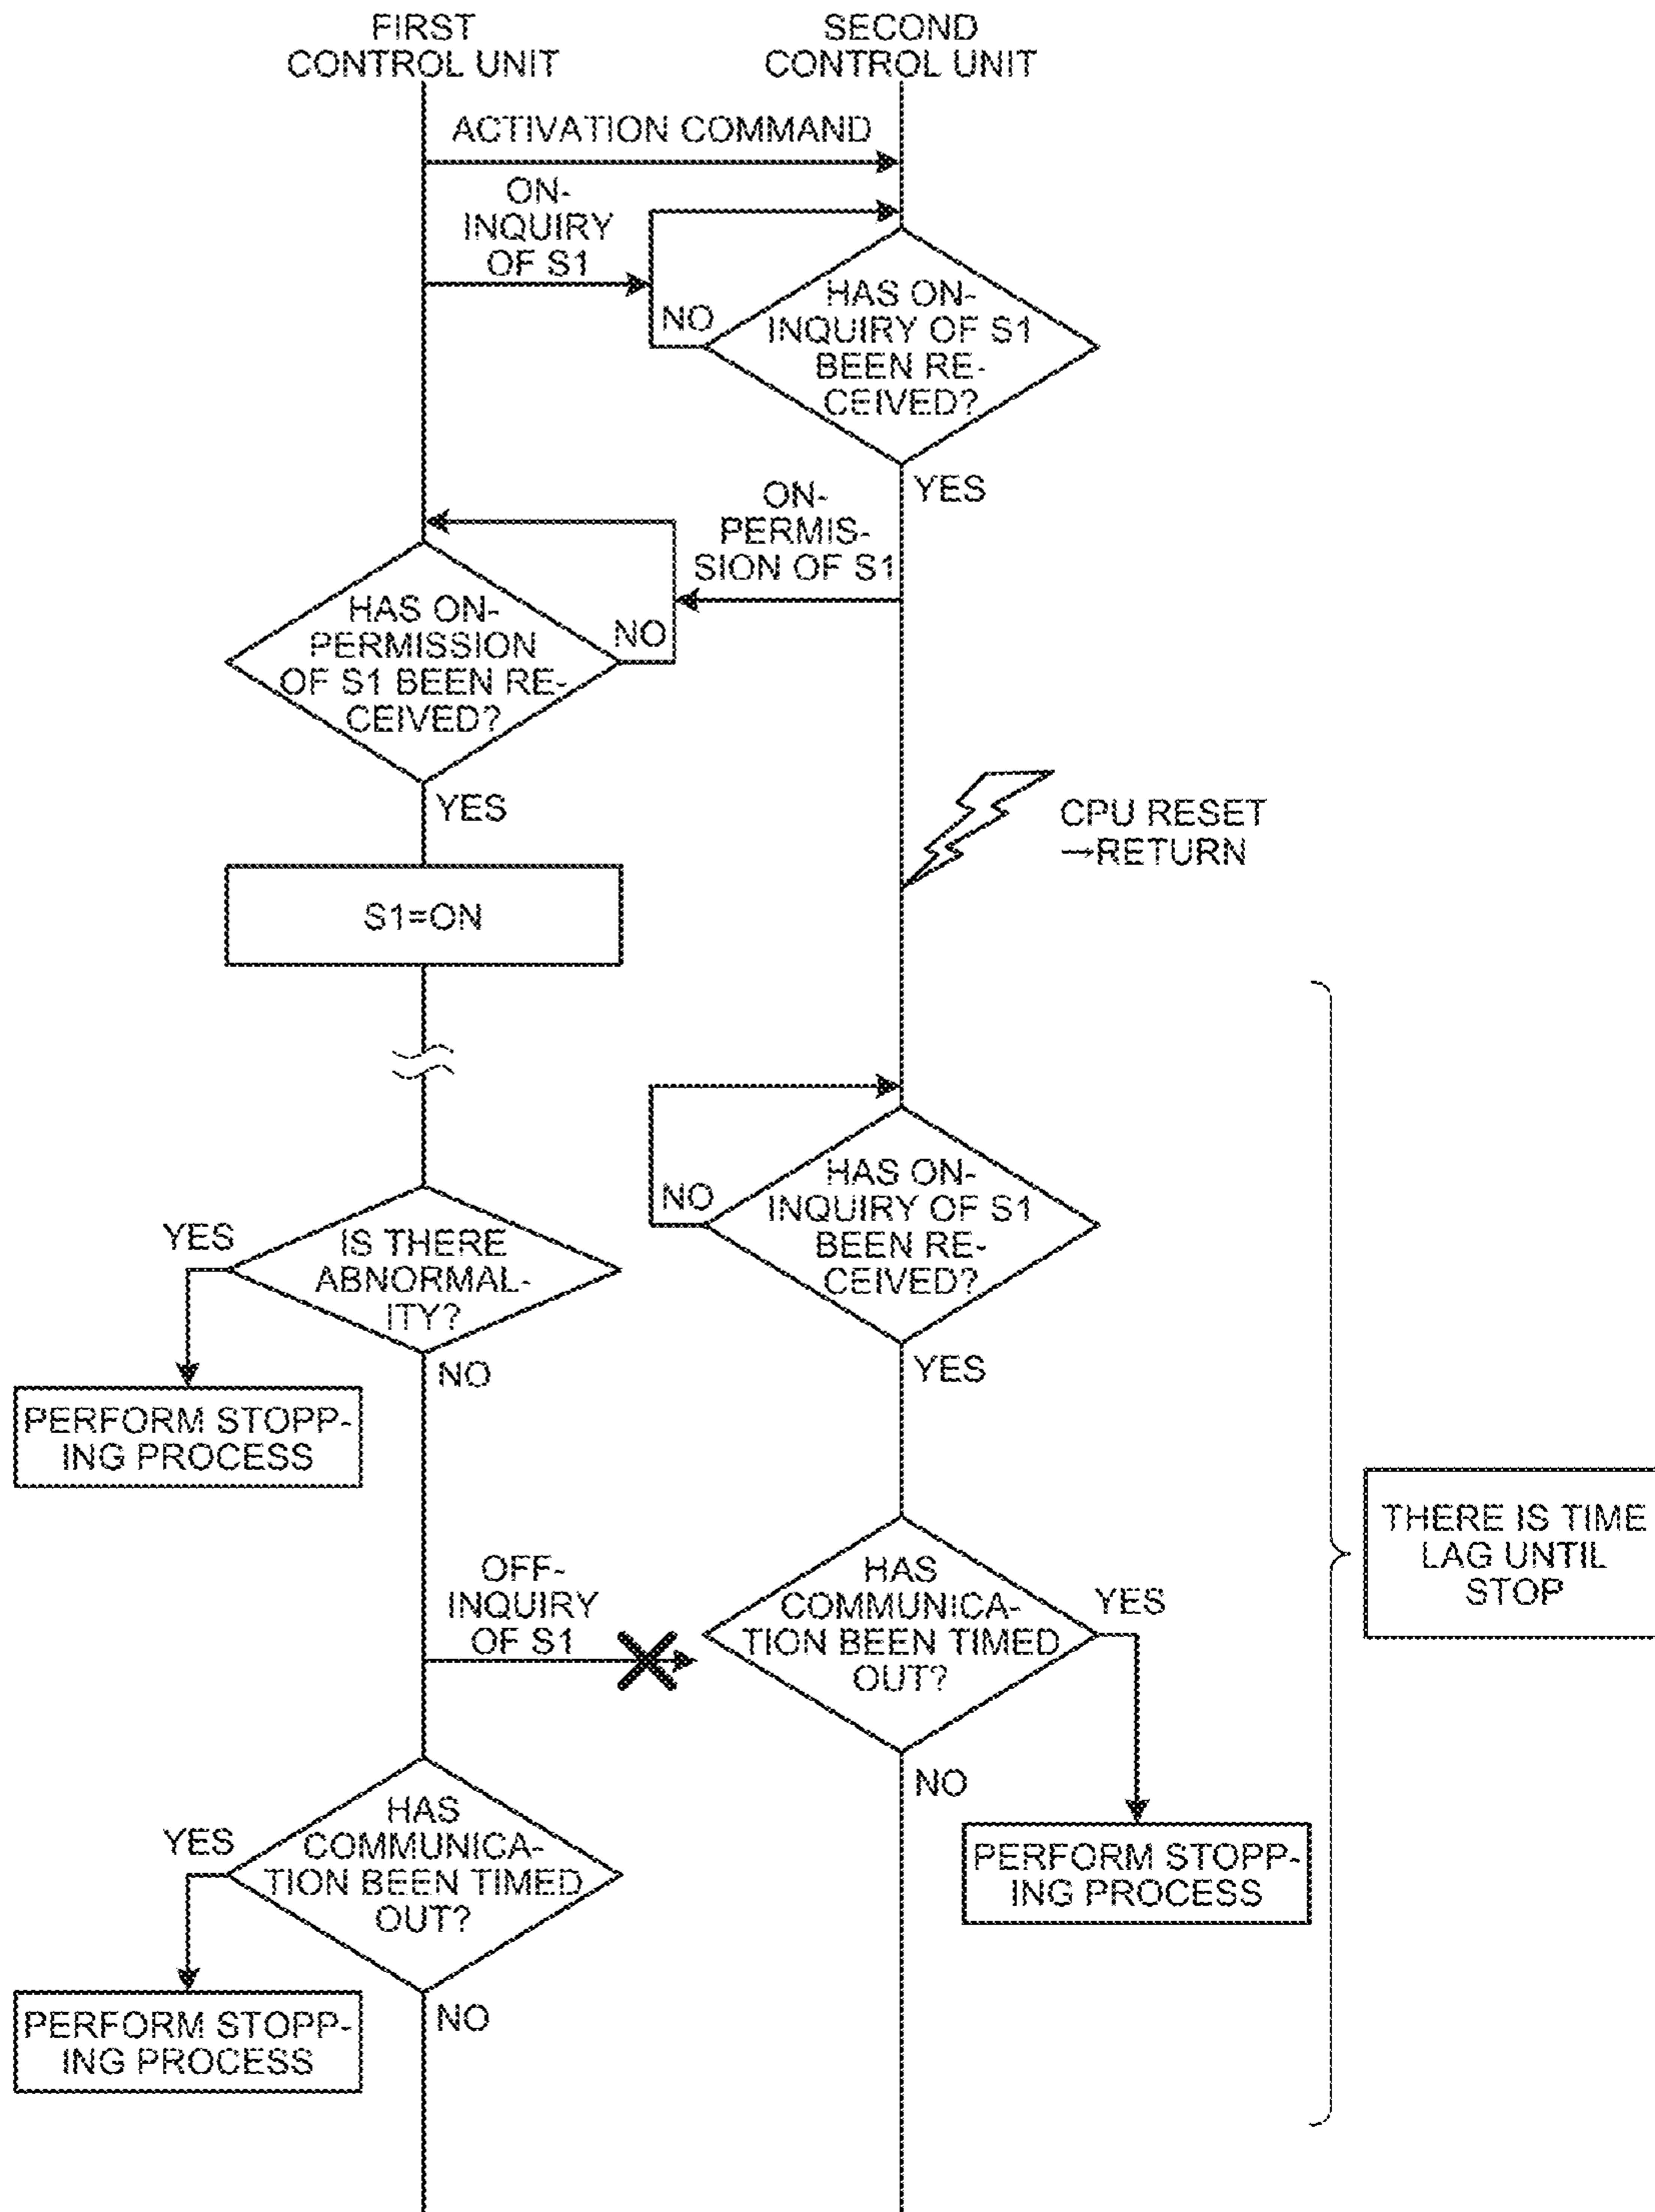 FIRST
CONTROL UNIT
SECOND
CONTROL UNIT
ACTIVATION COMMAND
ON-
INQUIRY
OF S1
NO
HAS ON-
INQUIRY OF S1
BEEN RE-
CEIVED?
YES
ON-
PERMIS-
SION OF S1
HAS ON-
PERMISSION
OF S1 BEEN RE-
CEIVED?
NO
YES
CPU RESET
→RETURN
S1=ON
NO
HAS ON-
INQUIRY OF S1
BEEN RE-
CEIVED?
YES
YES
IS THERE
ABNORMAL-
ITY?
NO
PERFORM STOPP-
ING PROCESS
THERE IS TIME
LAG UNTIL
STOP
OFF-
INQUIRY
OF S1
HAS
COMMUNICA-
TION BEEN TIMED
OUT?
YES
NO
PERFORM STOPP-
ING PROCESS
YES
HAS
COMMUNICA-
TION BEEN TIMED
OUT?
NO
PERFORM STOPP-
ING PROCESS